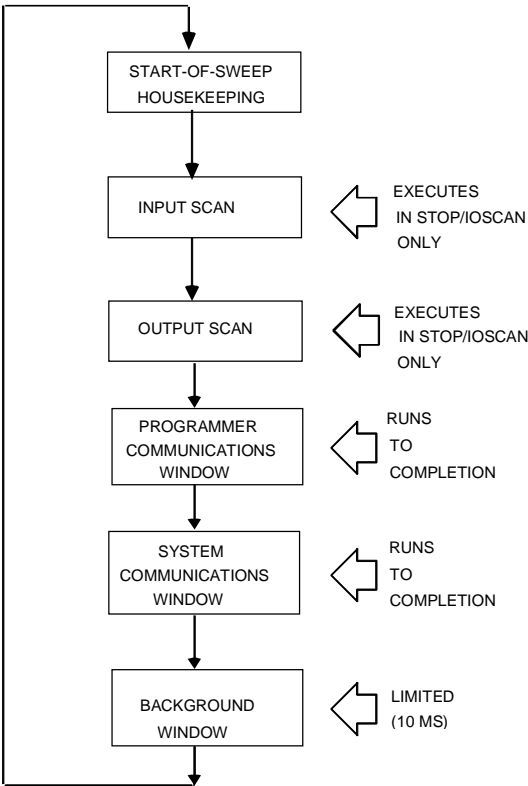 START-OF-SWEEP
HOUSEKEEPING
INPUT SCAN
EXECUTES
IN STOP/IOSCAN
ONLY
OUTPUT SCAN
EXECUTES
IN STOP/IOSCAN
ONLY
PROGRAMMER
COMMUNICATIONS
WINDOW
RUNS
TO
COMPLETION
SYSTEM
COMMUNICATIONS
WINDOW
RUNS
TO
COMPLETION
BACKGROUND
WINDOW
LIMITED
(10 MS)